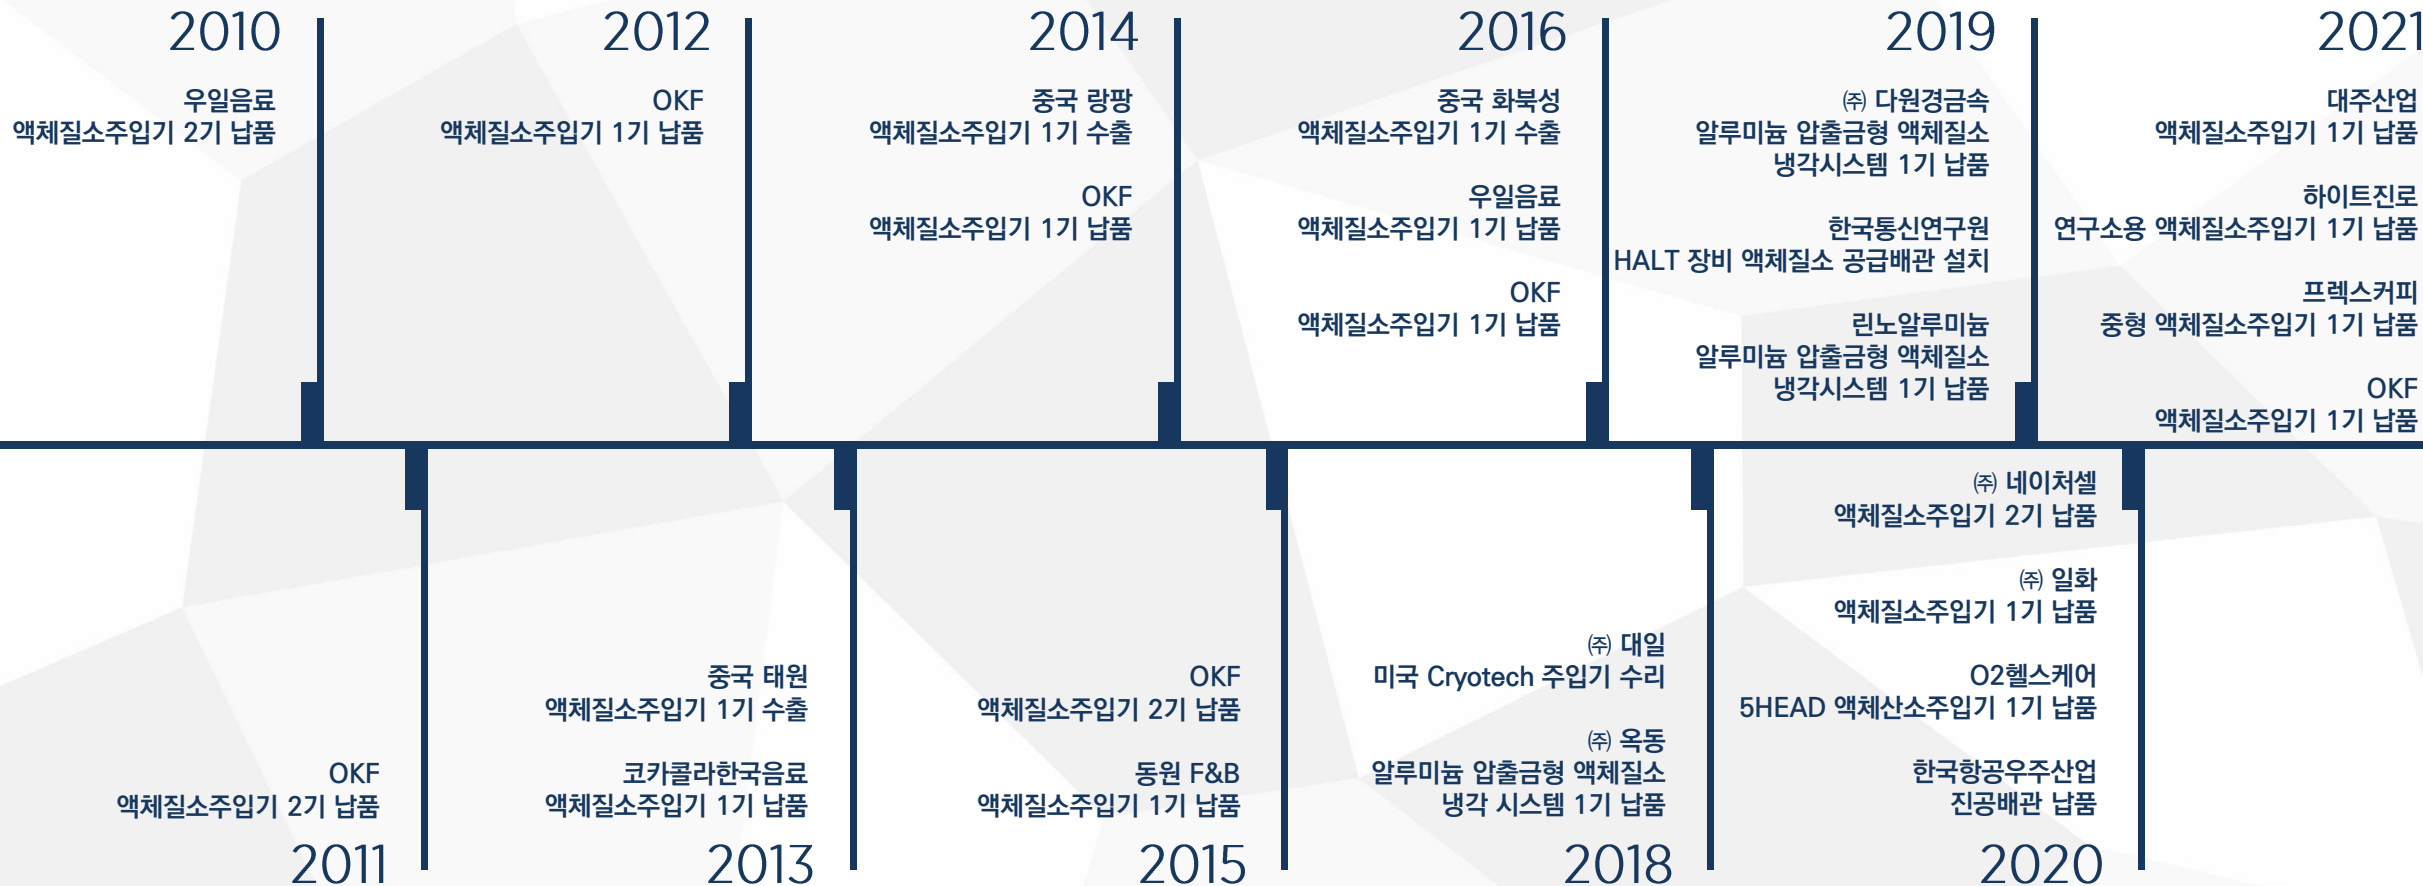 2010
우일음료
액체질소주입기 2기 납품
2012
OKF
액체질소주입기 1기 납품
2014
중국 랑팡
액체질소주입기 1기 수출
OKF
액체질소주입기 1기 납품
2016
중국 화북성
액체질소주입기 1기 수출
우일음료
액체질소주입기 1기 납품
OKF
액체질소주입기 1기 납품
2019
㈜ 다원경금속
알루미늄 압출금형 액체질소
냉각시스템 1기 납품
한국통신연구원
HALT 장비 액체질소 공급배관 설치
린노알루미늄
알루미늄 압출금형 액체질소
냉각시스템 1기 납품
2021
대주산업
액체질소주입기 1기 납품
하이트진로
연구소용 액체질소주입기 1기 납품
프렉스커피
중형 액체질소주입기 1기 납품
OKF
액체질소주입기 1기 납품
OKF
액체질소주입기 2기 납품
2011
중국 태원
액체질소주입기 1기 수출
코카콜라한국음료
액체질소주입기 1기 납품
2013
OKF
액체질소주입기 2기 납품
동원 F&B
액체질소주입기 1기 납품
2015
㈜ 대일
미국 Cryotech 주입기 수리
㈜ 옥동
알루미늄 압출금형 액체질소
냉각 시스템 1기 납품
2018
㈜ 네이처셀
액체질소주입기 2기 납품
㈜ 일화
액체질소주입기 1기 납품
O2헬스케어
5HEAD 액체산소주입기 1기 납품
한국항공우주산업
진공배관 납품
2020